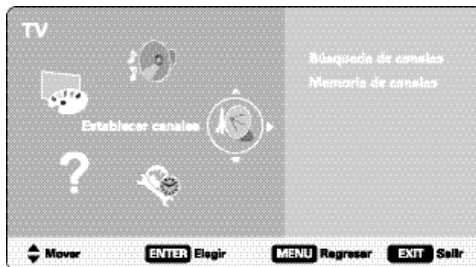 TV
Búsqueda de canales
Memoria de canales
Establecer canales
?
Mover ENTER Elegir MENU Regresar EXIT Salir